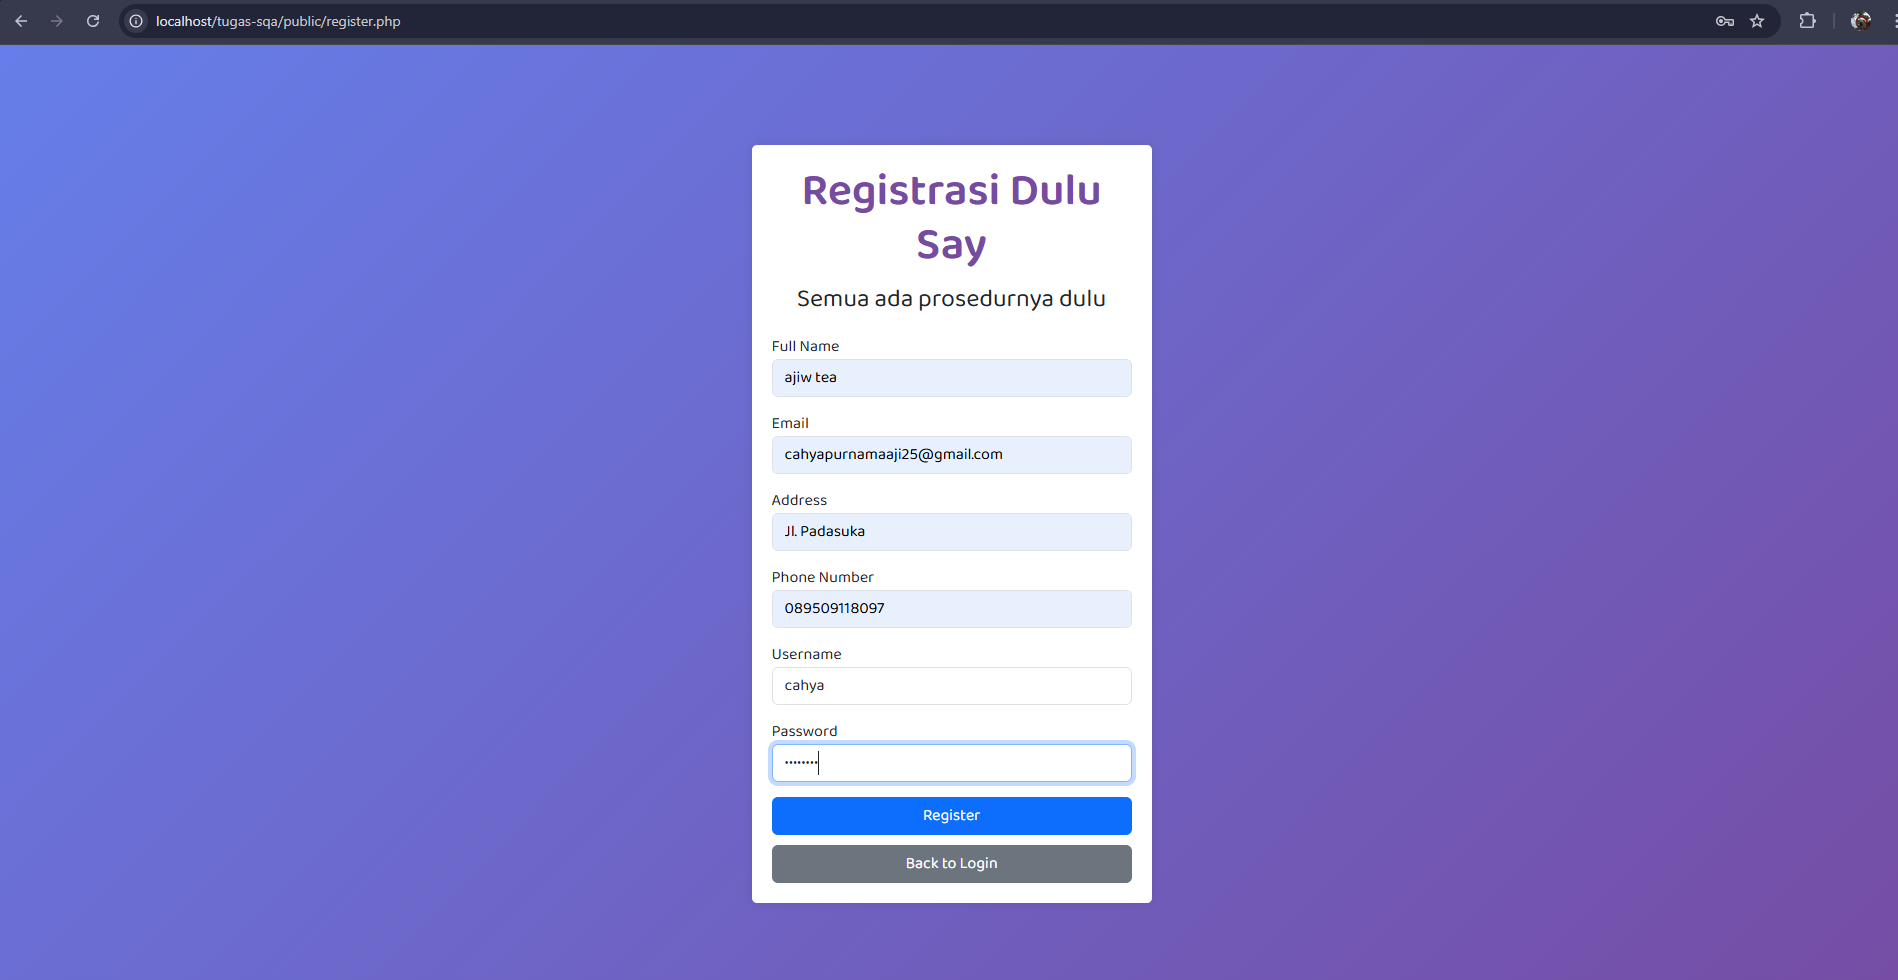 localhost/tugas-sqa/public/register.php
Registrasi Dulu
Say
Semua ada prosedurnya dulu
Full Name
ajiw tea
Email
cahyapurnamaaji25@gmail.com
Address
Jl. Padasuka
Phone Number
089509118097
Username
cahya
Password
••••••••
Register
Back to Login